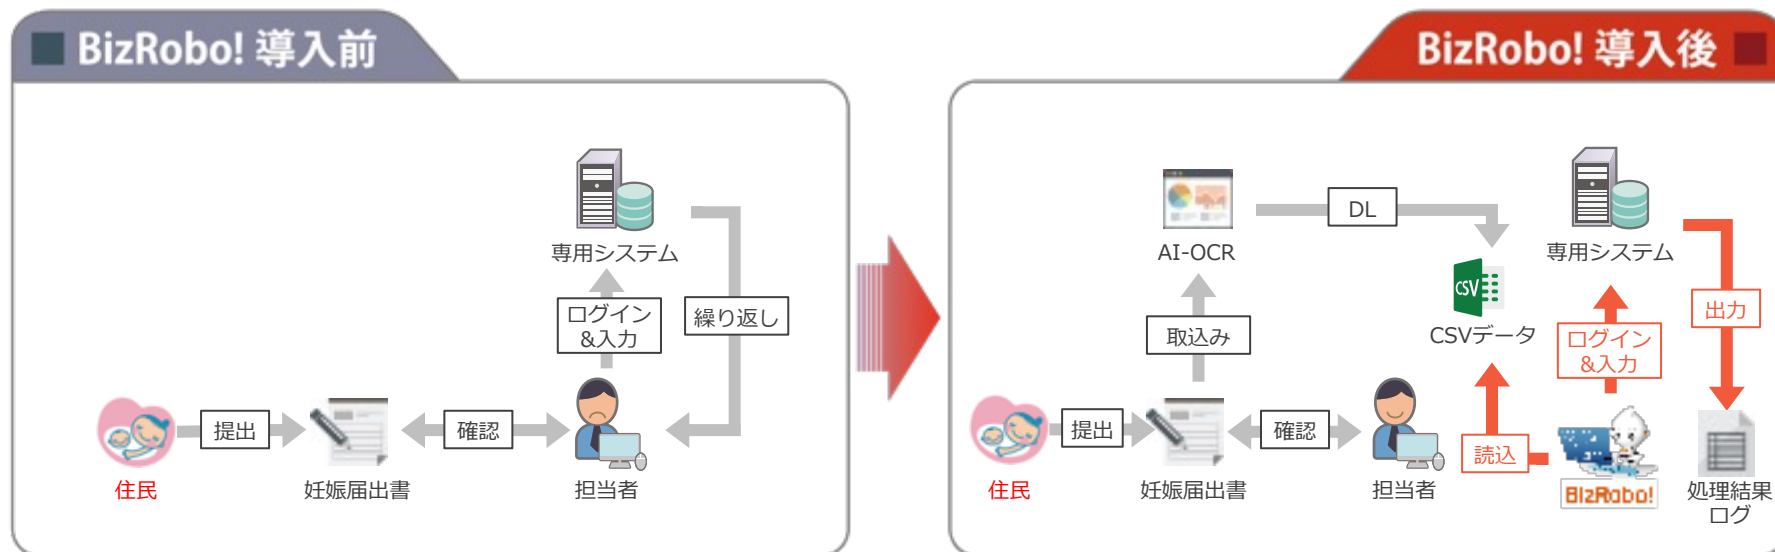 BizRobo! 導入前
専用システム
ログイン
&入力
繰り返し
提出
確認
住民
妊娠届出書
担当者
BizRobo! 導入後
AI-OCR
DL
CSV
CSVデータ
専用システム
取込み
ログイン
&入力
出力
提出
確認
読込
BizRobo!
住民
妊娠届出書
担当者
処理結果
ログ